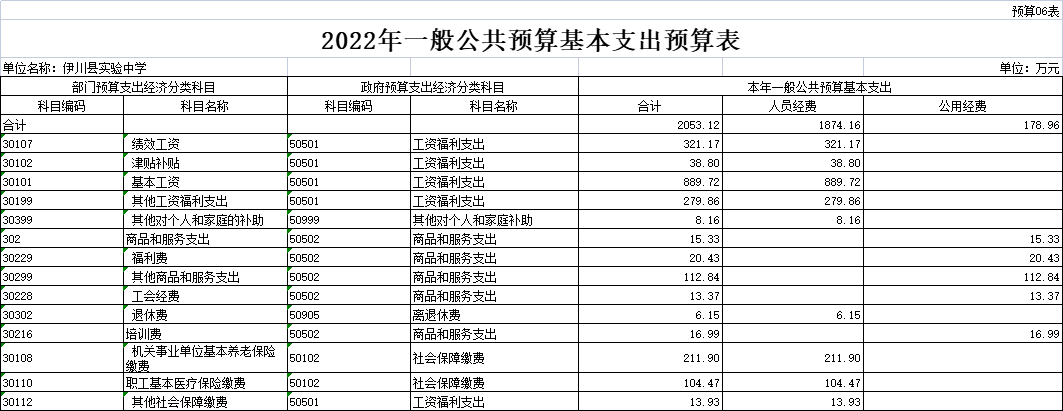 预算06表
2022年一般公共预算基本支出预算表
单位名称：伊川县实验中学 单位：万元
部门预算支出经济分类科目 政府预算支出经济分类科目 本年一般公共预算基本支出
科目编码 科目名称 科目编码 科目名称 合计 人员经费 公用经费
合计 2053.12 1874.16 178.96
30107 绩效工资 50501 工资福利支出 321.17 321.17
30102 津贴补贴 50501 工资福利支出 38.80 38.80
30101 基本工资 50501 工资福利支出 889.72 889.72
30199 其他工资福利支出 50501 工资福利支出 279.86 279.86
30399 其他对个人和家庭的补助 50999 其他对个人和家庭补助 8.16 8.16
302 商品和服务支出 50502 商品和服务支出 15.33 15.33
30229 福利费 50502 商品和服务支出 20.43 20.43
30299 其他商品和服务支出 50502 商品和服务支出 112.84 112.84
30228 工会经费 50502 商品和服务支出 13.37 13.37
30302 退休费 50905 离退休费 6.15 6.15
30216 培训费 50502 商品和服务支出 16.99 16.99
30108 机关事业单位基本养老保险
缴费 50102 社会保障缴费 211.90 211.90
30110 职工基本医疗保险缴费 50102 社会保障缴费 104.47 104.47
30112 其他社会保障缴费 50501 工资福利支出 13.93 13.93